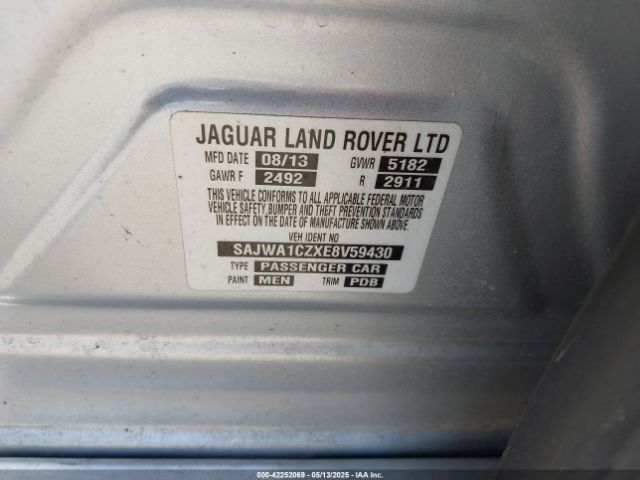 JAGUAR LAND ROVER LTD
MFD DATE 08/13 GVWR 5182
GAWR F 2492 R 2911
THIS VEHICLE CONFORMS TO ALL APPLICABLE FEDERAL MOTOR
VEHICLE SAFETY, BUMPER AND THEFT PREVENTION STANDARDS
IN EFFECT ON THE DATE OF MANUFACTURE SHOWN ABOVE.
VEH IDENT NO
SAJWA1CZXE8V59430
TYPE PASSENGER CAR
PAINT MEN TRIM PDB
00-42252069 - 05/13/2025 - Copyright © IAA, Inc.